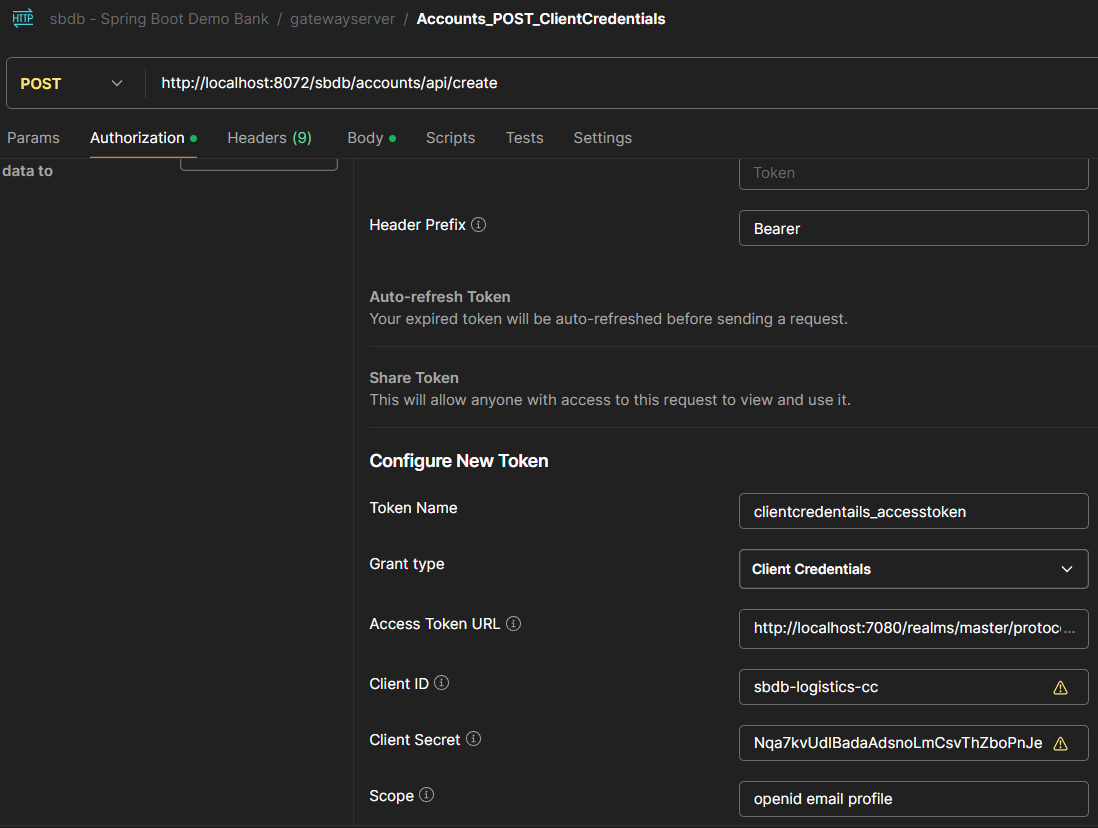 HTTP sbdb - Spring Boot Demo Bank / gatewayserver / Accounts_POST_ClientCredentials
POST http://localhost:8072/sbdb/accounts/api/create
Params Authorization Headers (9) Body Scripts Tests Settings
data to
Token
Header Prefix Bearer
Auto-refresh Token
Your expired token will be auto-refreshed before sending a request.
Share Token
This will allow anyone with access to this request to view and use it.
Configure New Token
Token Name clientcredentails_accesstoken
Grant type Client Credentials
Access Token URL http://localhost:7080/realms/master/protoc...
Client ID sbdb-logistics-cc
Client Secret Nqa7kvUdIBadaAdsnoLmCsvThZboPnJe
Scope openid email profile